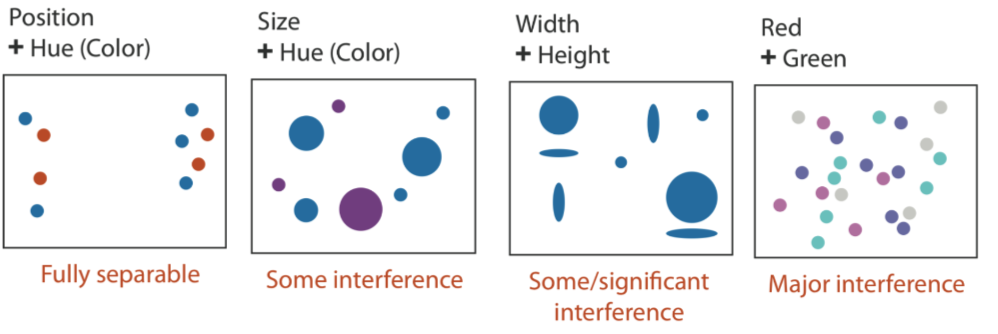 Position
+ Hue (Color)
Size
+ Hue (Color)
Width
+ Height
Red
+ Green
Fully separable
Some interference
Some/significant
interference
Major interference